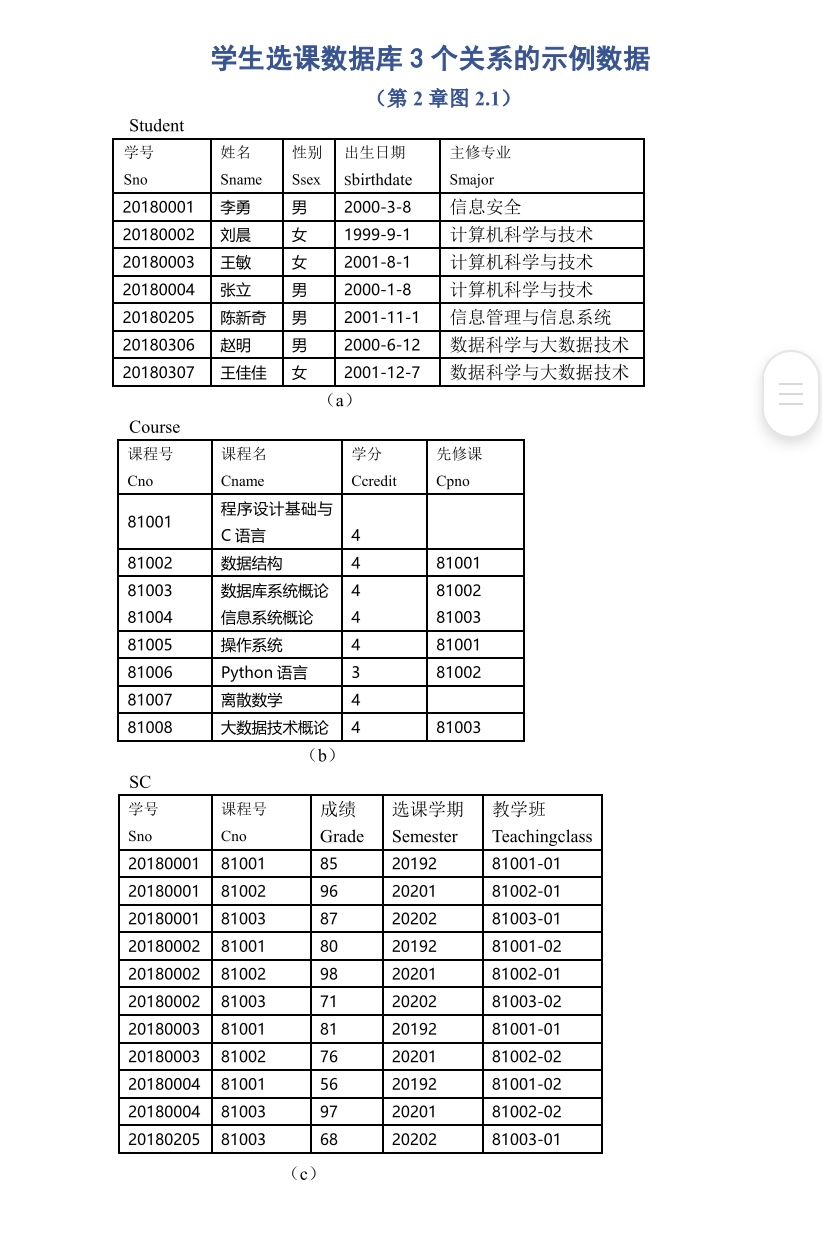 学生选课数据库 3 个关系的示例数据
（第 2 章图 2.1）
Student
学号 姓名 性别 出生日期 主修专业
Sno Sname Ssex sbirthdate Smajor
20180001 李勇 男 2000-3-8 信息安全
20180002 刘晨 女 1999-9-1 计算机科学与技术
20180003 王敏 女 2001-8-1 计算机科学与技术
20180004 张立 男 2000-1-8 计算机科学与技术
20180205 陈新奇 男 2001-11-1 信息管理与信息系统
20180306 赵明 男 2000-6-12 数据科学与大数据技术
20180307 王佳佳 女 2001-12-7 数据科学与大数据技术
（a）
Course
课程号 课程名 学分 先修课
Cno Cname Ccredit Cpno
81001 程序设计基础与
C 语言 4
81002 数据结构 4 81001
81003 数据库系统概论 4 81002
81004 信息系统概论 4 81003
81005 操作系统 4 81001
81006 Python 语言 3 81002
81007 离散数学 4
81008 大数据技术概论 4 81003
（b）
SC
学号 课程号 成绩 选课学期 教学班
Sno Cno Grade Semester Teachingclass
20180001 81001 85 20192 81001-01
20180001 81002 96 20201 81002-01
20180001 81003 87 20202 81003-01
20180002 81001 80 20192 81001-02
20180002 81002 98 20201 81002-01
20180002 81003 71 20202 81003-02
20180003 81001 81 20192 81001-01
20180003 81002 76 20201 81002-02
20180004 81001 56 20192 81001-02
20180004 81003 97 20201 81002-02
20180205 81003 68 20202 81003-01
（c）